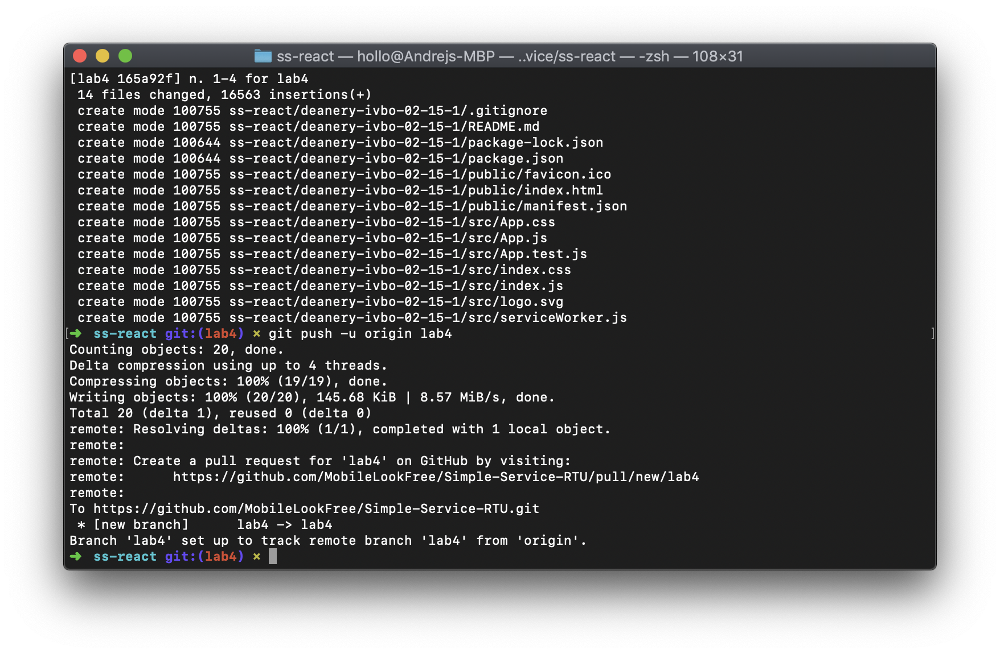 ss-react — hollo@Andrejs-MBP — ..vice/ss-react — -zsh — 108×31
[lab4 165a92f] n. 1-4 for lab4
 14 files changed, 16563 insertions(+)
 create mode 100755 ss-react/deanery-ivbo-02-15-1/.gitignore
 create mode 100755 ss-react/deanery-ivbo-02-15-1/README.md
 create mode 100644 ss-react/deanery-ivbo-02-15-1/package-lock.json
 create mode 100644 ss-react/deanery-ivbo-02-15-1/package.json
 create mode 100755 ss-react/deanery-ivbo-02-15-1/public/favicon.ico
 create mode 100755 ss-react/deanery-ivbo-02-15-1/public/index.html
 create mode 100755 ss-react/deanery-ivbo-02-15-1/public/manifest.json
 create mode 100755 ss-react/deanery-ivbo-02-15-1/src/App.css
 create mode 100755 ss-react/deanery-ivbo-02-15-1/src/App.js
 create mode 100755 ss-react/deanery-ivbo-02-15-1/src/App.test.js
 create mode 100755 ss-react/deanery-ivbo-02-15-1/src/index.css
 create mode 100755 ss-react/deanery-ivbo-02-15-1/src/index.js
 create mode 100755 ss-react/deanery-ivbo-02-15-1/src/logo.svg
 create mode 100755 ss-react/deanery-ivbo-02-15-1/src/serviceWorker.js
[➜  ss-react git:(lab4) × git push -u origin lab4 ]
Counting objects: 20, done.
Delta compression using up to 4 threads.
Compressing objects: 100% (19/19), done.
Writing objects: 100% (20/20), 145.68 KiB | 8.57 MiB/s, done.
Total 20 (delta 1), reused 0 (delta 0)
remote: Resolving deltas: 100% (1/1), completed with 1 local object.
remote:
remote: Create a pull request for 'lab4' on GitHub by visiting:
remote:      https://github.com/MobileLookFree/Simple-Service-RTU/pull/new/lab4
remote:
To https://github.com/MobileLookFree/Simple-Service-RTU.git
 * [new branch]      lab4 -> lab4
Branch 'lab4' set up to track remote branch 'lab4' from 'origin'.
➜  ss-react git:(lab4) ×